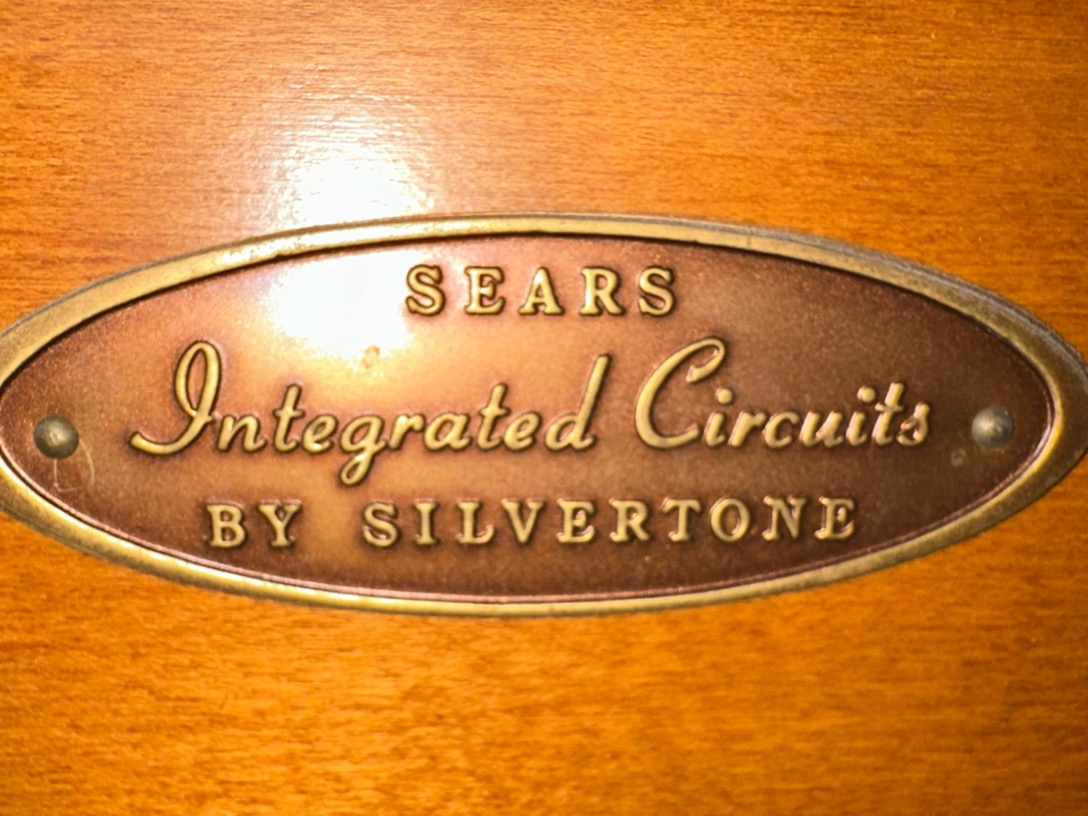 SEARS
Integrated Circuits
BY SILVERTONE